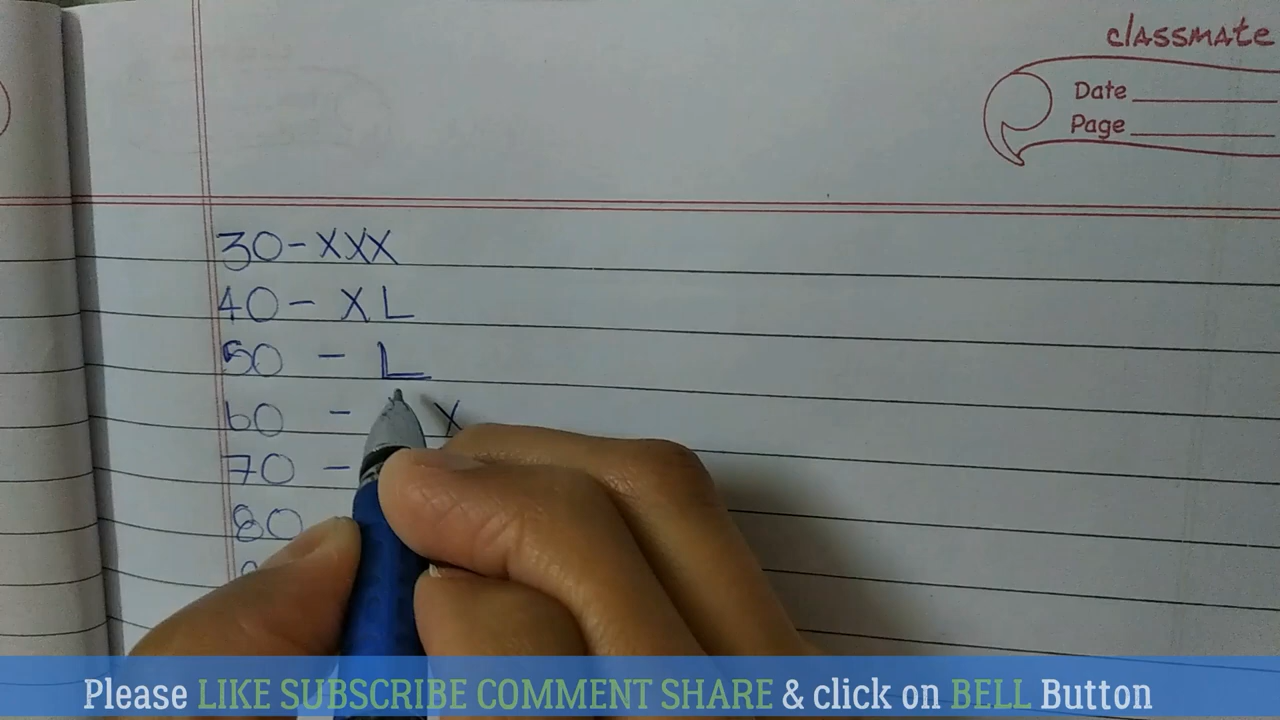 classmate
Date
Page
30-XXX
40- XL
50 - L
60 - X
70 -
80
Please LIKE SUBSCRIBE COMMENT SHARE & click on BELL Button